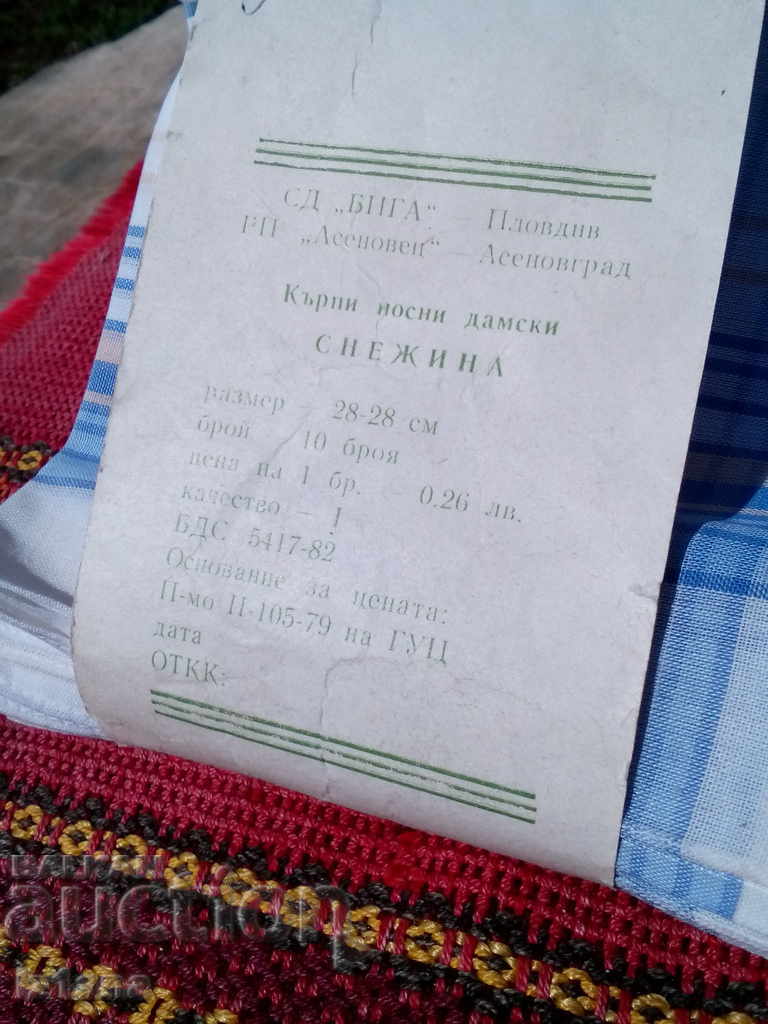 СД „БИГА“ — Пловдив
РП „Асеновец“ — Асеновград
Кърпи носни дамски
СНЕЖИНА
размер — 28-28 см
брой 10 броя
цена на 1 бр. 0.26 лв.
качество — I
БДС 5417-82
Основание за цената:
П-мо Ц-105-79 на ГУЦ
дата
ОТКК:
БАЛКАН
auction